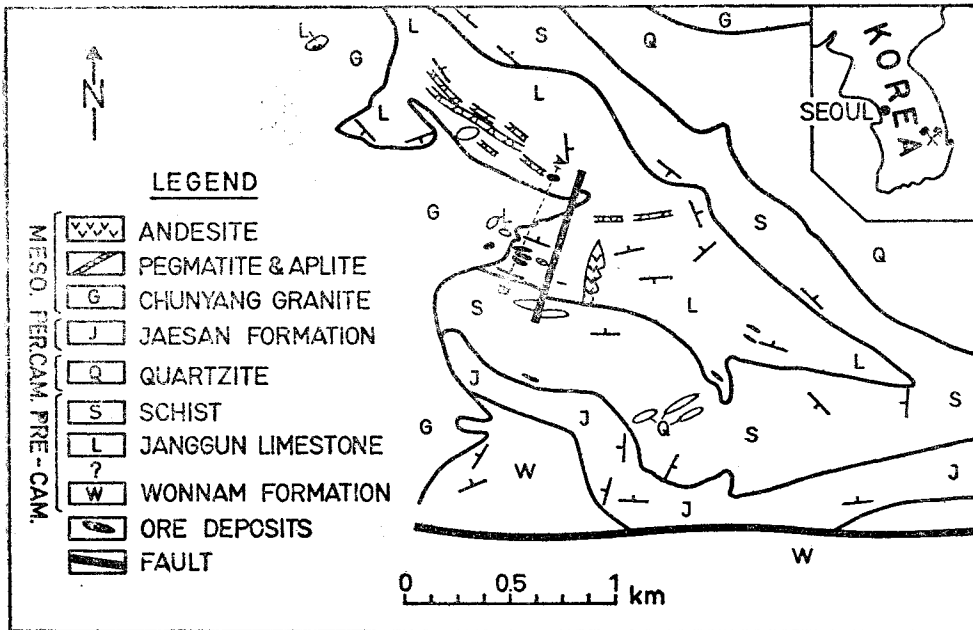 N
LEGEND
ANDESITE
PEGMATITE & APLITE
G CHUNYANG GRANITE
J JAESAN FORMATION
Q QUARTZITE
S SCHIST
L JANGGUN LIMESTONE
?
W WONNAM FORMATION
ORE DEPOSITS
FAULT
MESO. PERCAM. PRE-CAM.
KOREA
SEOUL
L
G
L
S
Q
G
L
L
G
L
S
Q
S
L
L
S
J
G
J
Q
S
W
J
J
W
0 0.5 1 km